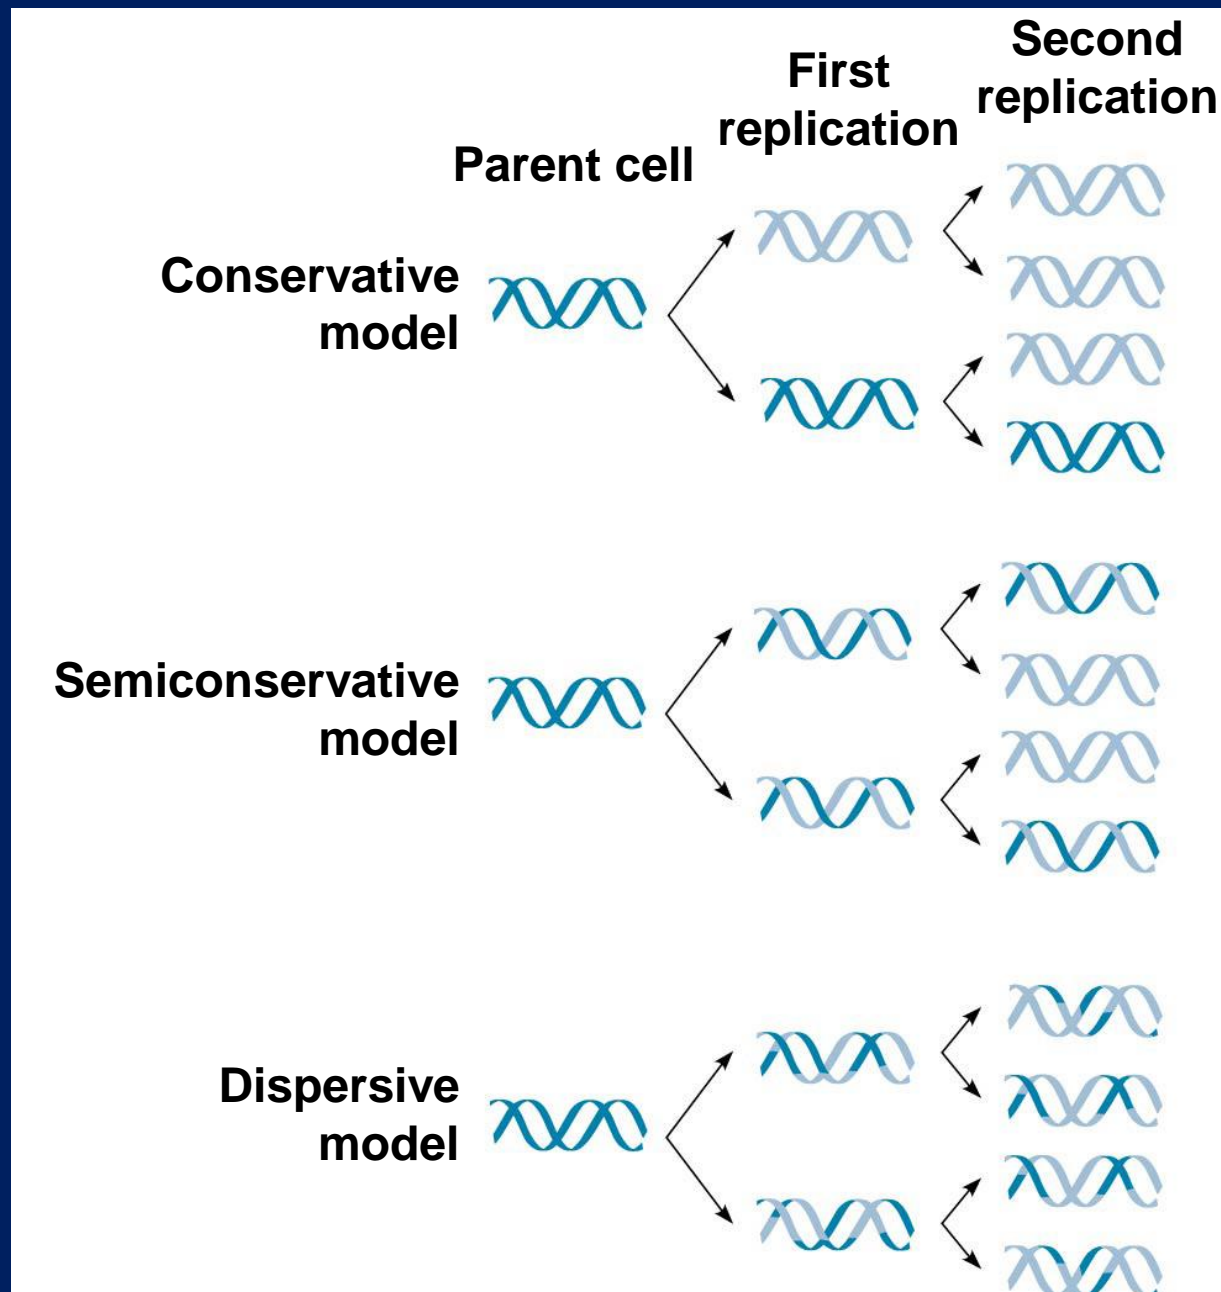 Second
replication
First
replication
Parent cell
Conservative
model
Semiconservative
model
Dispersive
model